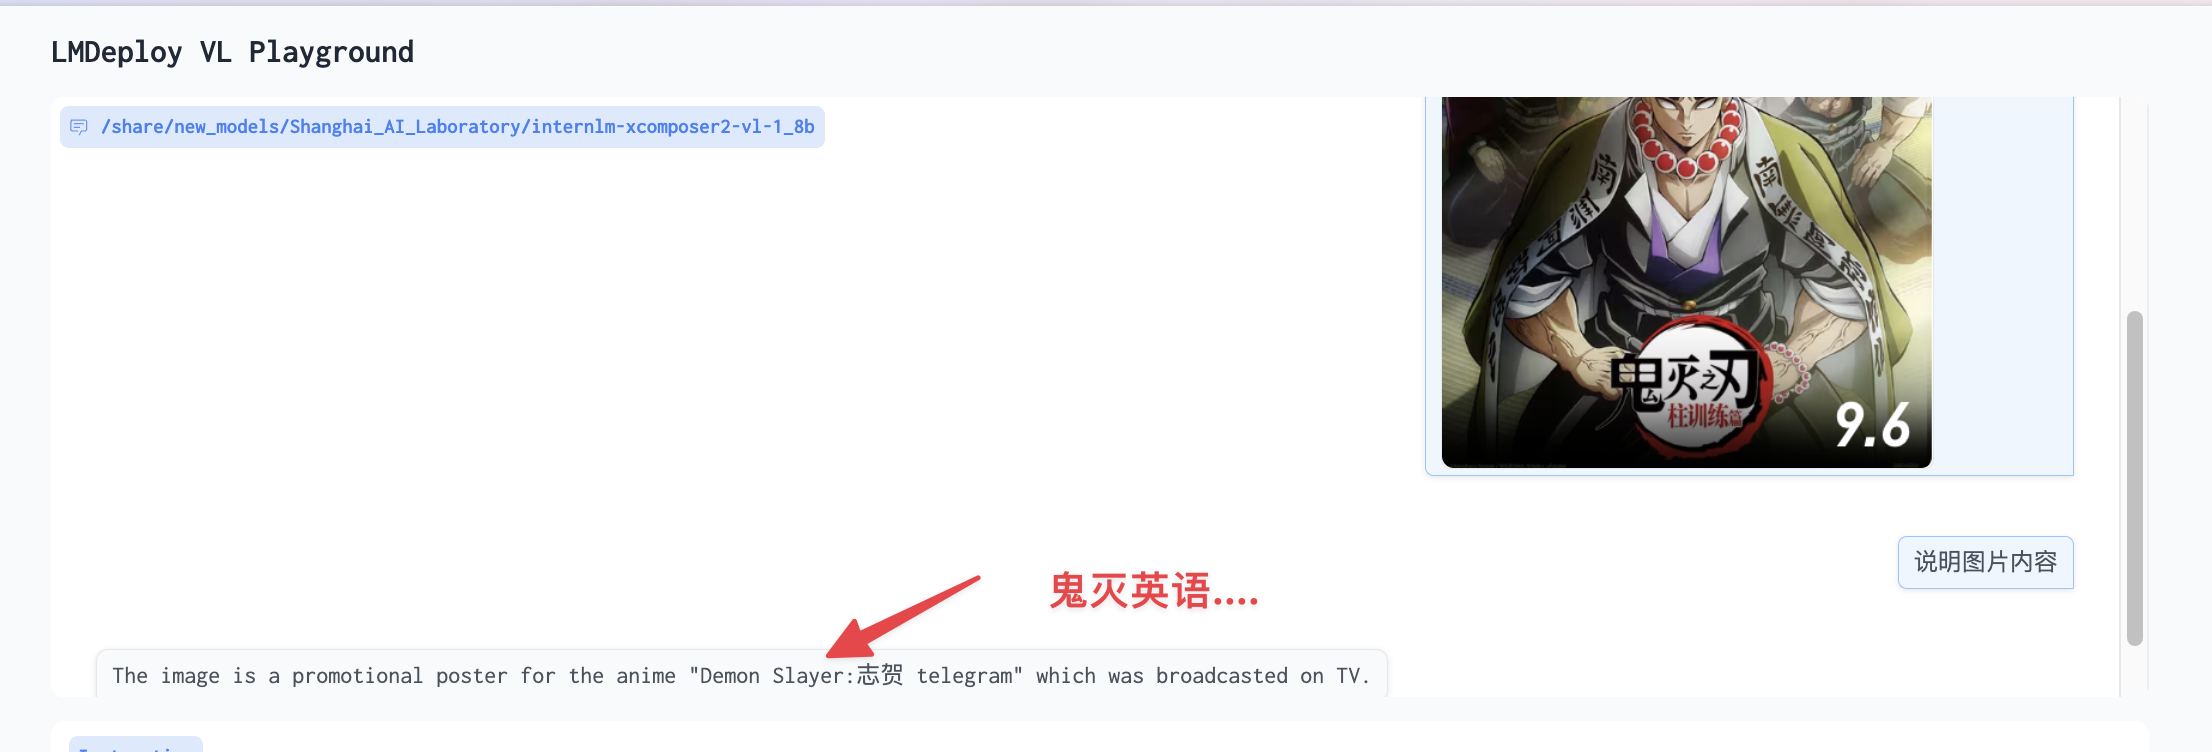 LMDeploy VL Playground
/share/new_models/Shanghai_AI_Laboratory/internlm-xcomposer2-vl-1_8b
南
南
鬼灭之刃
柱训练篇
9.6
说明图片内容
鬼灭英语....
The image is a promotional poster for the anime "Demon Slayer:志贺 telegram" which was broadcasted on TV.